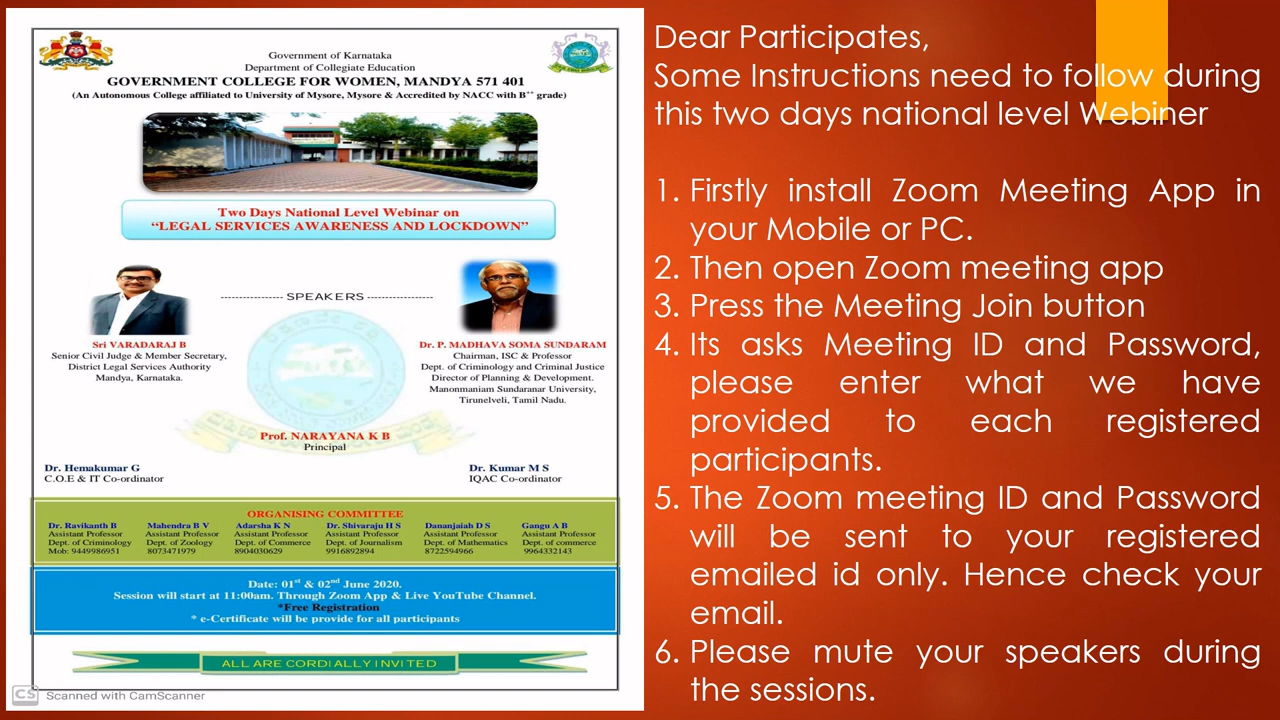 Government of Karnataka
Department of Collegiate Education
GOVERNMENT COLLEGE FOR WOMEN, MANDYA 571 401
(An Autonomous College affiliated to University of Mysore, Mysore & Accredited by NACC with B++ grade)
Two Days National Level Webinar on
“LEGAL SERVICES AWARENESS AND LOCKDOWN”
----------------- SPEAKERS ------------------
Sri VARADARAJ B
Senior Civil Judge & Member Secretary,
District Legal Services Authority
Mandya, Karnataka.
Dr. P. MADHAVA SOMA SUNDARAM
Chairman, ISC & Professor
Dept. of Criminology and Criminal Justice
Director of Planning & Development.
Manonmaniam Sundaranar University,
Tirunelveli, Tamil Nadu.
Prof. NARAYANA K B
Principal
Dr. Hemakumar G
C.O.E & IT Co-ordinator
Dr. Kumar M S
IQAC Co-ordinator
ORGANISING COMMITTEE
Dr. Ravikanth B
Assistant Professor
Dept. of Criminology
Mob: 9449986951
Mahendra B V
Assistant Professor
Dept. of Zoology
8073471979
Adarsha K N
Assistant Professor
Dept. of Commerce
8904030629
Dr. Shivaraju H S
Assistant Professor
Dept. of Journalism
9916892894
Dananjaiah D S
Assistant Professor
Dept. of Mathematics
8722594966
Gangu A B
Assistant Professor
Dept. of commerce
9964332143
Date: 01st & 02nd June 2020.
Session will start at 11:00am. Through Zoom App & Live YouTube Channel.
*Free Registration
* e-Certificate will be provide for all participants
ALL ARE CORDIALLY INVITED
CS Scanned with CamScanner
Dear Participates,
Some Instructions need to follow during
this two days national level Webiner
1. Firstly install Zoom Meeting App in
your Mobile or PC.
2. Then open Zoom meeting app
3. Press the Meeting Join button
4. Its asks Meeting ID and Password,
please enter what we have
provided to each registered
participants.
5. The Zoom meeting ID and Password
will be sent to your registered
emailed id only. Hence check your
email.
6. Please mute your speakers during
the sessions.